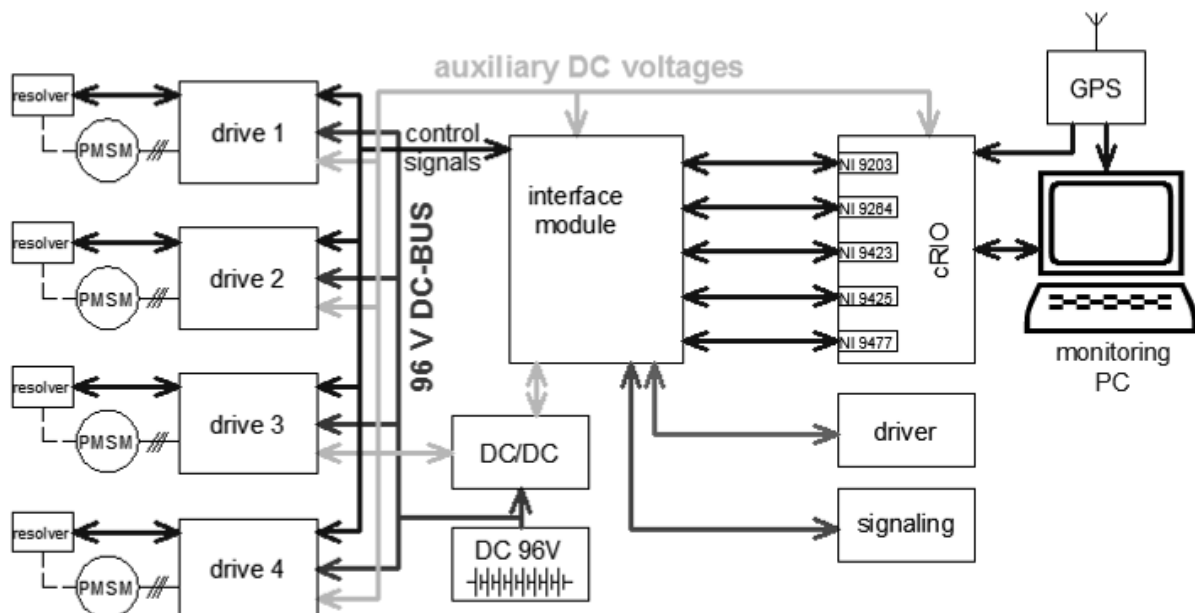 auxiliary DC voltages
GPS
resolver
PMSM
drive 1
control
signals
interface
module
NI 9203
NI 9264
NI 9423
NI 9425
NI 9477
cRIO
monitoring
PC
resolver
PMSM
drive 2
96 V DC-BUS
resolver
PMSM
drive 3
DC/DC
driver
resolver
PMSM
drive 4
DC 96V
signaling